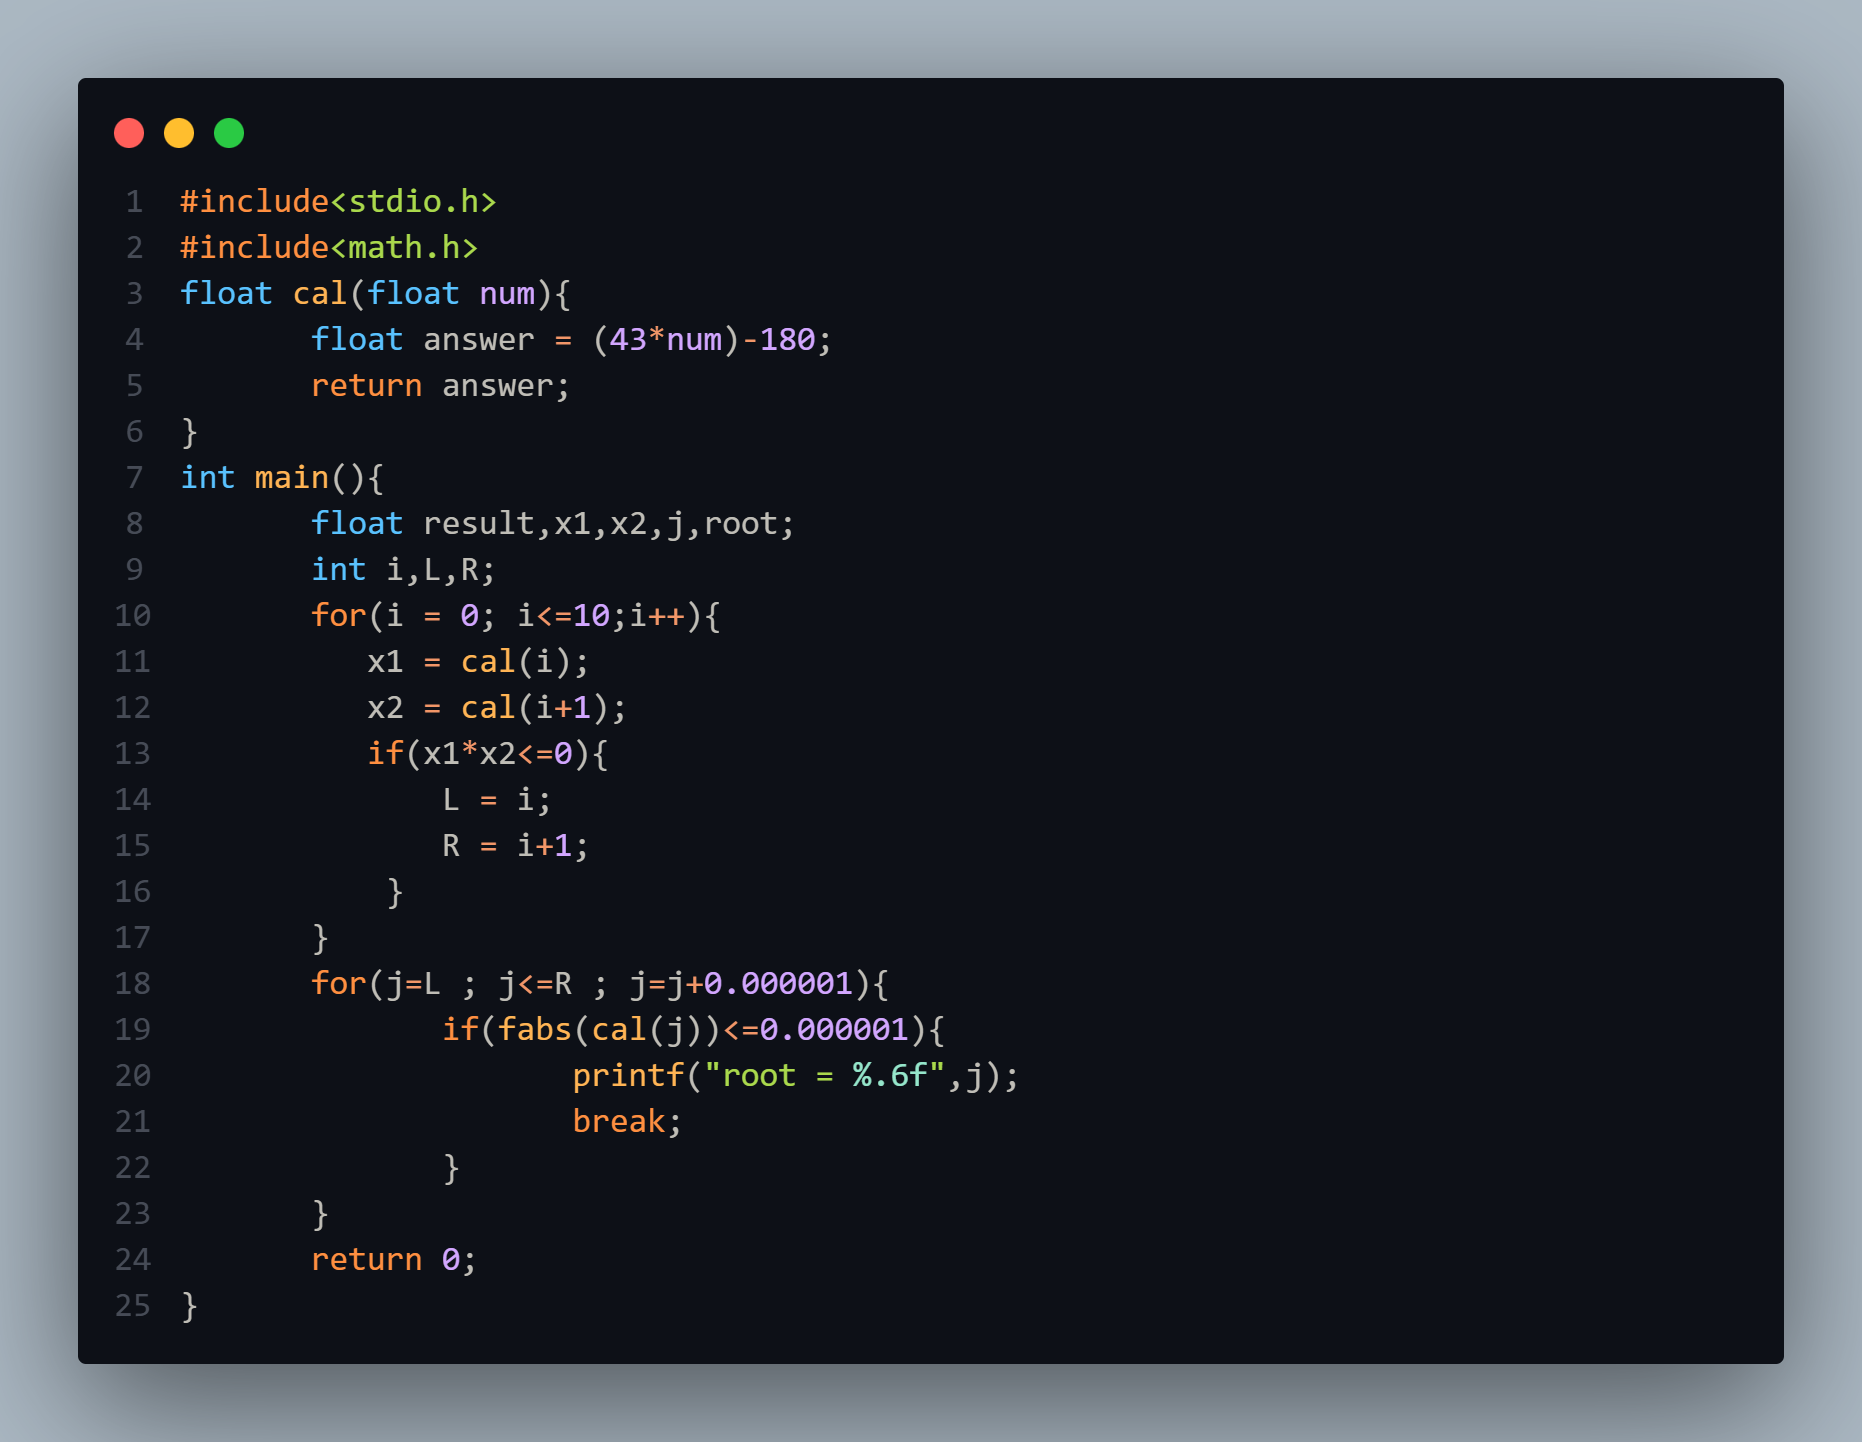 1 #include<stdio.h>
2 #include<math.h>
3 float cal(float num){
4        float answer = (43*num)-180;
5        return answer;
6 }
7 int main(){
8        float result,x1,x2,j,root;
9        int i,L,R;
10        for(i = 0; i<=10;i++){
11           x1 = cal(i);
12           x2 = cal(i+1);
13           if(x1*x2<=0){
14               L = i;
15               R = i+1;
16            }
17        }
18        for(j=L ; j<=R ; j=j+0.000001){
19               if(fabs(cal(j))<=0.000001){
20                      printf("root = %.6f",j);
21                      break;
22               }
23        }
24        return 0;
25 }